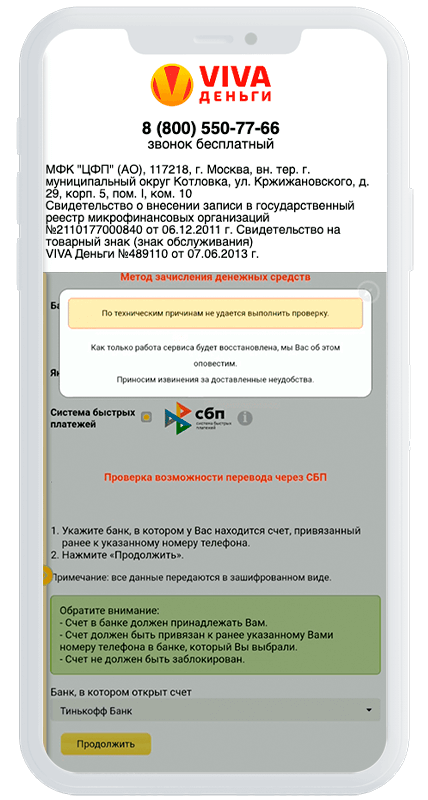 VIVA
ДЕНЬГИ
8 (800) 550-77-66
звонок бесплатный
МФК "ЦФП" (АО), 117218, г. Москва, вн. тер. г.
муниципальный округ Котловка, ул. Кржижановского, д.
29, корп. 5, пом. I, ком. 10
Свидетельство о внесении записи в государственный
реестр микрофинансовых организаций
№2110177000840 от 06.12.2011 г. Свидетельство на
товарный знак (знак обслуживания)
VIVA Деньги №489110 от 07.06.2013 г.
Метод зачисления денежных средств
По техническим причинам не удается выполнить проверку.
Как только работа сервиса будет восстановлена, мы Вас об этом
оповестим.
Приносим извинения за доставленные неудобства.
Система быстрых
платежей
сбп
система быстрых
платежей
Проверка возможности перевода через СБП
1. Укажите банк, в котором у Вас находится счет, привязанный
ранее к указанному номеру телефона.
2. Нажмите «Продолжить».
Примечание: все данные передаются в зашифрованном виде.
Обратите внимание:
- Счет в банке должен принадлежать Вам.
- Счет должен быть привязан к ранее указанному Вами
номеру телефона в банке, который Вы выбрали.
- Счет не должен быть заблокирован.
Банк, в котором открыт счет
Тинькофф Банк
Продолжить